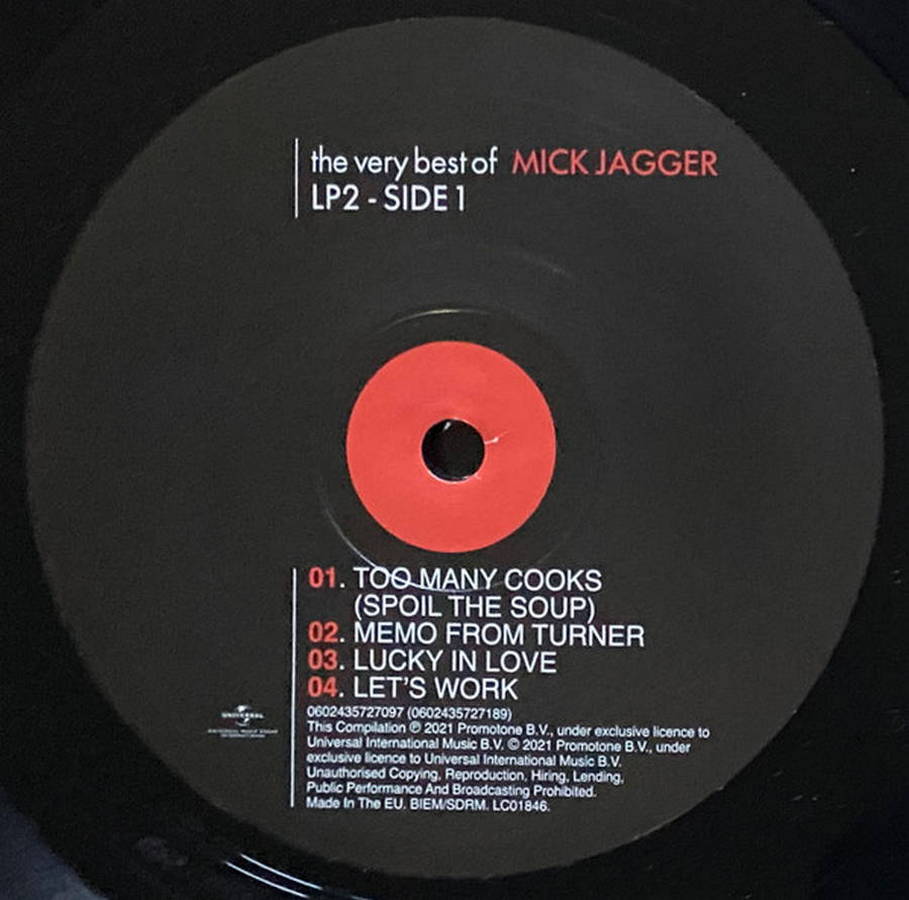 the very best of MICK JAGGER
LP2 - SIDE 1
01. TOO MANY COOKS
(SPOIL THE SOUP)
02. MEMO FROM TURNER
03. LUCKY IN LOVE
04. LET'S WORK
0602435727097 (0602435727189)
This Compilation ℗ 2021 Promotone B.V., under exclusive licence to
Universal International Music B.V. © 2021 Promotone B.V., under
exclusive licence to Universal International Music B.V.
Unauthorised Copying, Reproduction, Hiring, Lending,
Public Performance And Broadcasting Prohibited.
Made In The EU. BIEM/SDRM. LC01846.
UNIVERSAL